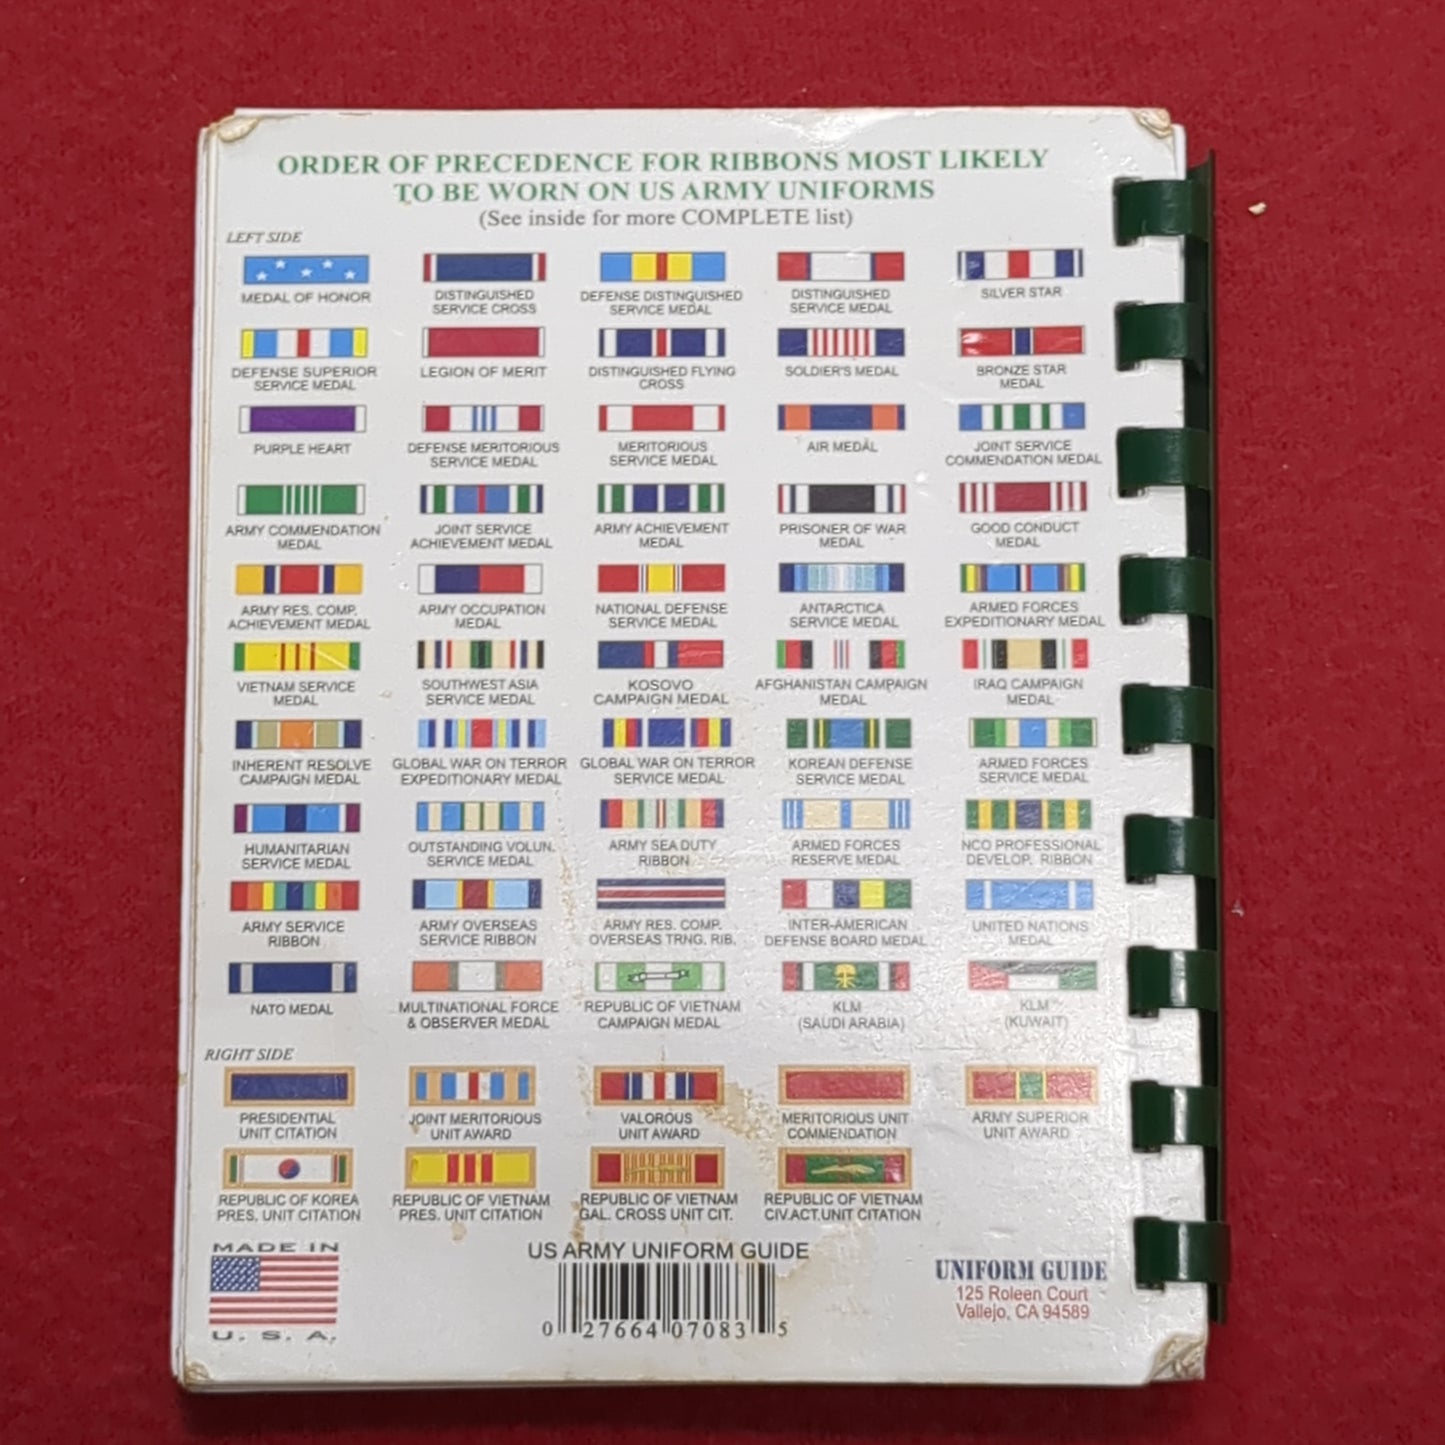 ORDER OF PRECEDENCE FOR RIBBONS MOST LIKELY
TO BE WORN ON US ARMY UNIFORMS
(See inside for more COMPLETE list)
LEFT SIDE
MEDAL OF HONOR
DISTINGUISHED
SERVICE CROSS
DEFENSE DISTINGUISHED
SERVICE MEDAL
DISTINGUISHED
SERVICE MEDAL
SILVER STAR
DEFENSE SUPERIOR
SERVICE MEDAL
LEGION OF MERIT
DISTINGUISHED FLYING
CROSS
SOLDIER'S MEDAL
BRONZE STAR
MEDAL
PURPLE HEART
DEFENSE MERITORIOUS
SERVICE MEDAL
MERITORIOUS
SERVICE MEDAL
AIR MEDAL
JOINT SERVICE
COMMENDATION MEDAL
ARMY COMMENDATION
MEDAL
JOINT SERVICE
ACHIEVEMENT MEDAL
ARMY ACHIEVEMENT
MEDAL
PRISONER OF WAR
MEDAL
GOOD CONDUCT
MEDAL
ARMY RES. COMP.
ACHIEVEMENT MEDAL
ARMY OCCUPATION
MEDAL
NATIONAL DEFENSE
SERVICE MEDAL
ANTARCTICA
SERVICE MEDAL
ARMED FORCES
EXPEDITIONARY MEDAL
VIETNAM SERVICE
MEDAL
SOUTHWEST ASIA
SERVICE MEDAL
KOSOVO
CAMPAIGN MEDAL
AFGHANISTAN CAMPAIGN
MEDAL
IRAQ CAMPAIGN
MEDAL
INHERENT RESOLVE
CAMPAIGN MEDAL
GLOBAL WAR ON TERROR
EXPEDITIONARY MEDAL
GLOBAL WAR ON TERROR
SERVICE MEDAL
KOREAN DEFENSE
SERVICE MEDAL
ARMED FORCES
SERVICE MEDAL
HUMANITARIAN
SERVICE MEDAL
OUTSTANDING VOLUN.
SERVICE MEDAL
ARMY SEA DUTY
RIBBON
ARMED FORCES
RESERVE MEDAL
NCO PROFESSIONAL
DEVELOP. RIBBON
ARMY SERVICE
RIBBON
ARMY OVERSEAS
SERVICE RIBBON
ARMY RES. COMP.
OVERSEAS TRNG. RIB.
INTER-AMERICAN
DEFENSE BOARD MEDAL
UNITED NATIONS
MEDAL
NATO MEDAL
MULTINATIONAL FORCE
& OBSERVER MEDAL
REPUBLIC OF VIETNAM
CAMPAIGN MEDAL
KLM
(SAUDI ARABIA)
KLM
(KUWAIT)
RIGHT SIDE
PRESIDENTIAL
UNIT CITATION
JOINT MERITORIOUS
UNIT AWARD
VALOROUS
UNIT AWARD
MERITORIOUS UNIT
COMMENDATION
ARMY SUPERIOR
UNIT AWARD
REPUBLIC OF KOREA
PRES. UNIT CITATION
REPUBLIC OF VIETNAM
PRES. UNIT CITATION
REPUBLIC OF VIETNAM
GAL. CROSS UNIT CIT.
REPUBLIC OF VIETNAM
CIV.ACT.UNIT CITATION
MADE IN
U. S. A.
US ARMY UNIFORM GUIDE
0 27664 07083 5
UNIFORM GUIDE
125 Roleen Court
Vallejo, CA 94589